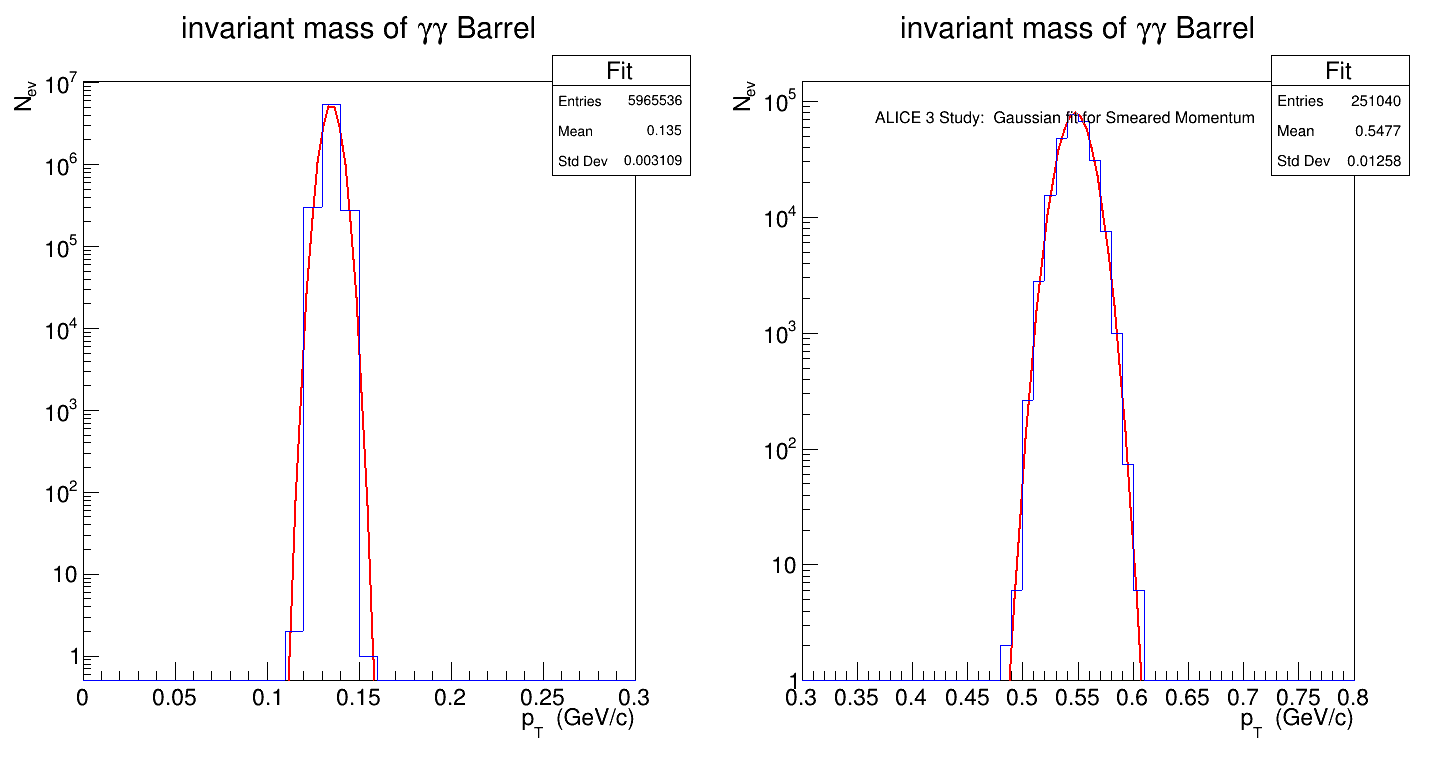 invariant mass of γγ Barrel
N_ev
10^7
10^6
10^5
10^4
10^3
10^2
10
1
0 0.05 0.1 0.15 0.2 0.25 0.3
p_T (GeV/c)
Fit
Entries 5965536
Mean 0.135
Std Dev 0.003109
invariant mass of γγ Barrel
N_ev
10^5
10^4
10^3
10^2
10
1
0.3 0.35 0.4 0.45 0.5 0.55 0.6 0.65 0.7 0.75 0.8
p_T (GeV/c)
ALICE 3 Study: Gaussian fit for Smeared Momentum
Fit
Entries 251040
Mean 0.5477
Std Dev 0.01258